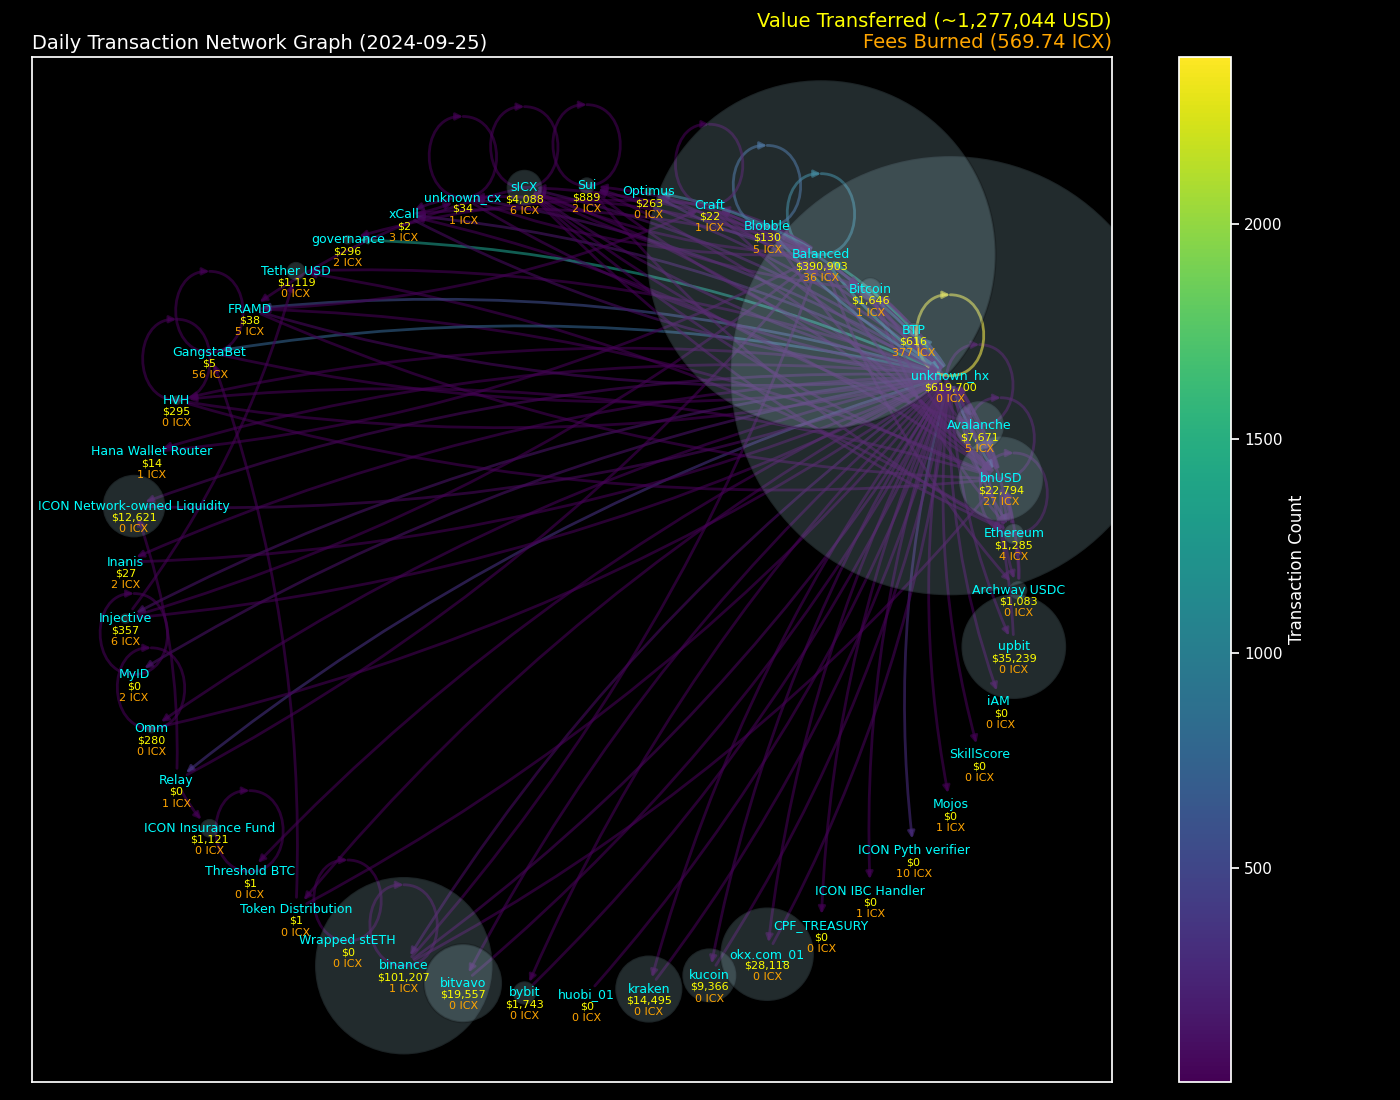 Value Transferred (~1,277,044 USD)
Daily Transaction Network Graph (2024-09-25)
Fees Burned (569.74 ICX)
sICX
$4,088
6 ICX
Sui
$889
2 ICX
Optimus
$263
0 ICX
unknown_cx
$34
1 ICX
Craft
$22
1 ICX
xCall
$2
3 ICX
Blobble
$130
5 ICX
governance
$296
2 ICX
Balanced
$390,903
36 ICX
Tether USD
$1,119
0 ICX
Bitcoin
$1,646
1 ICX
FRAMD
$38
5 ICX
BTP
$616
377 ICX
GangstaBet
$5
56 ICX
unknown_hx
$619,700
0 ICX
HVH
$295
0 ICX
Avalanche
$7,671
5 ICX
Hana Wallet Router
$14
1 ICX
bnUSD
$22,794
27 ICX
ICON Network-owned Liquidity
$12,621
0 ICX
Ethereum
$1,285
4 ICX
Inanis
$27
2 ICX
Archway USDC
$1,083
0 ICX
Injective
$357
6 ICX
upbit
$35,239
0 ICX
MyID
$0
2 ICX
iAM
$0
0 ICX
Omm
$280
0 ICX
SkillScore
$0
0 ICX
Relay
$0
1 ICX
Mojos
$0
1 ICX
ICON Insurance Fund
$1,121
0 ICX
ICON Pyth verifier
$0
10 ICX
Threshold BTC
$1
0 ICX
ICON IBC Handler
$0
1 ICX
Token Distribution
$1
0 ICX
CPF_TREASURY
$0
0 ICX
Wrapped stETH
$0
0 ICX
okx.com_01
$28,118
0 ICX
binance
$101,207
1 ICX
kucoin
$9,366
0 ICX
bitvavo
$19,557
0 ICX
kraken
$14,495
0 ICX
bybit
$1,743
0 ICX
huobi_01
$0
0 ICX
2000
1500
1000
500
Transaction Count